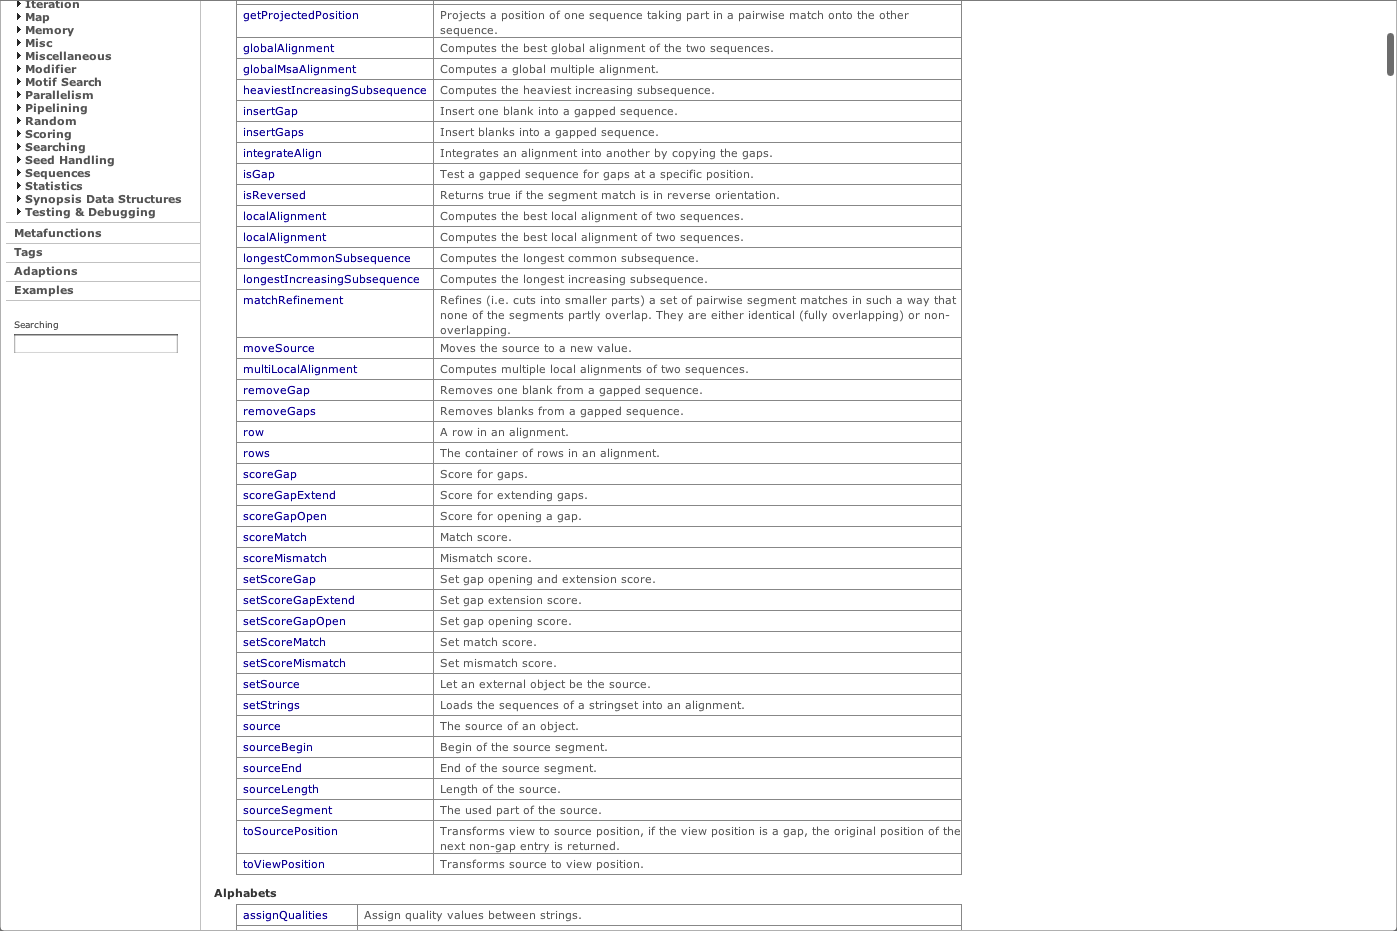 Iteration
Map
Memory
Misc
Miscellaneous
Modifier
Motif Search
Parallelism
Pipelining
Random
Scoring
Searching
Seed Handling
Sequences
Statistics
Synopsis Data Structures
Testing & Debugging
Metafunctions
Tags
Adaptions
Examples
Searching
getProjectedPosition Projects a position of one sequence taking part in a pairwise match onto the other
sequence.
globalAlignment Computes the best global alignment of the two sequences.
globalMsaAlignment Computes a global multiple alignment.
heaviestIncreasingSubsequence Computes the heaviest increasing subsequence.
insertGap Insert one blank into a gapped sequence.
insertGaps Insert blanks into a gapped sequence.
integrateAlign Integrates an alignment into another by copying the gaps.
isGap Test a gapped sequence for gaps at a specific position.
isReversed Returns true if the segment match is in reverse orientation.
localAlignment Computes the best local alignment of two sequences.
localAlignment Computes the best local alignment of two sequences.
longestCommonSubsequence Computes the longest common subsequence.
longestIncreasingSubsequence Computes the longest increasing subsequence.
matchRefinement Refines (i.e. cuts into smaller parts) a set of pairwise segment matches in such a way that
none of the segments partly overlap. They are either identical (fully overlapping) or non-
overlapping.
moveSource Moves the source to a new value.
multiLocalAlignment Computes multiple local alignments of two sequences.
removeGap Removes one blank from a gapped sequence.
removeGaps Removes blanks from a gapped sequence.
row A row in an alignment.
rows The container of rows in an alignment.
scoreGap Score for gaps.
scoreGapExtend Score for extending gaps.
scoreGapOpen Score for opening a gap.
scoreMatch Match score.
scoreMismatch Mismatch score.
setScoreGap Set gap opening and extension score.
setScoreGapExtend Set gap extension score.
setScoreGapOpen Set gap opening score.
setScoreMatch Set match score.
setScoreMismatch Set mismatch score.
setSource Let an external object be the source.
setStrings Loads the sequences of a stringset into an alignment.
source The source of an object.
sourceBegin Begin of the source segment.
sourceEnd End of the source segment.
sourceLength Length of the source.
sourceSegment The used part of the source.
toSourcePosition Transforms view to source position, if the view position is a gap, the original position of the
next non-gap entry is returned.
toViewPosition Transforms source to view position.
Alphabets
assignQualities Assign quality values between strings.